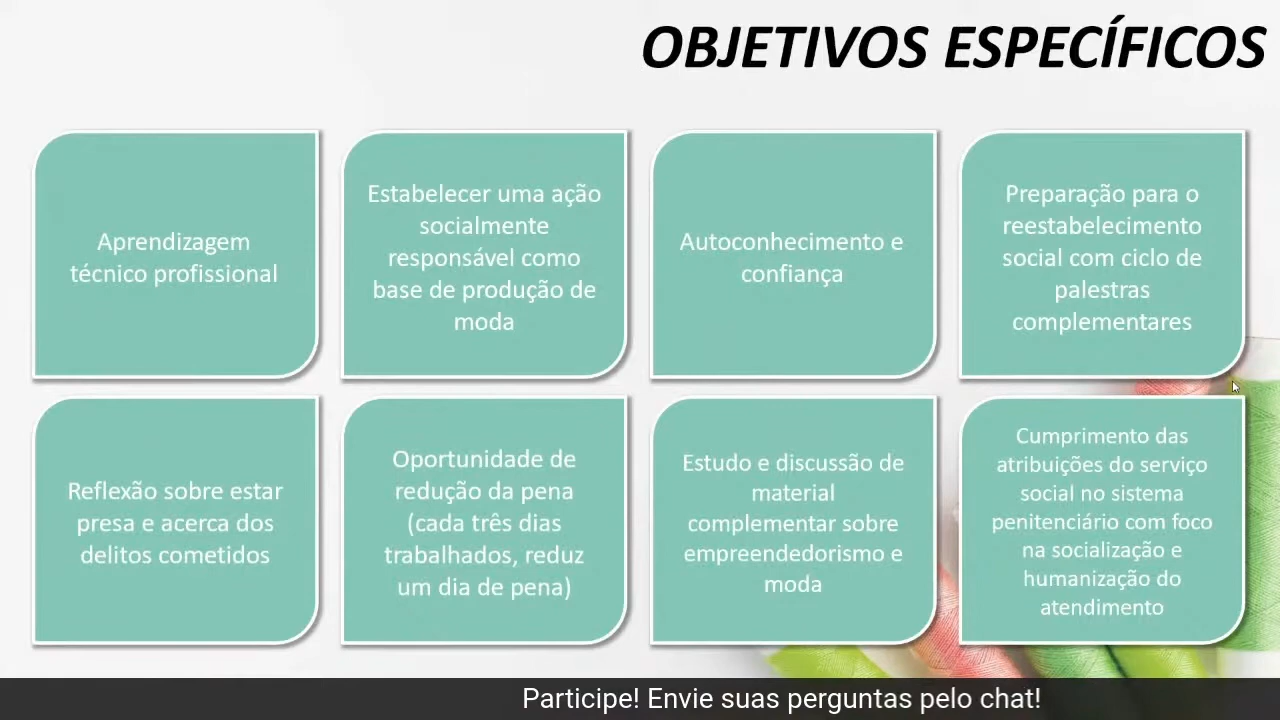 OBJETIVOS ESPECÍFICOS
Aprendizagem
técnico profissional
Estabelecer uma ação
socialmente
responsável como
base de produção de
moda
Autoconhecimento e
confiança
Preparação para o
reestabelecimento
social com ciclo de
palestras
complementares
Reflexão sobre estar
presa e acerca dos
delitos cometidos
Oportunidade de
redução da pena
(cada três dias
trabalhados, reduz
um dia de pena)
Estudo e discussão de
material
complementar sobre
empreendedorismo e
moda
Cumprimento das
atribuições do serviço
social no sistema
penitenciário com foco
na socialização e
humanização do
atendimento
Participe! Envie suas perguntas pelo chat!